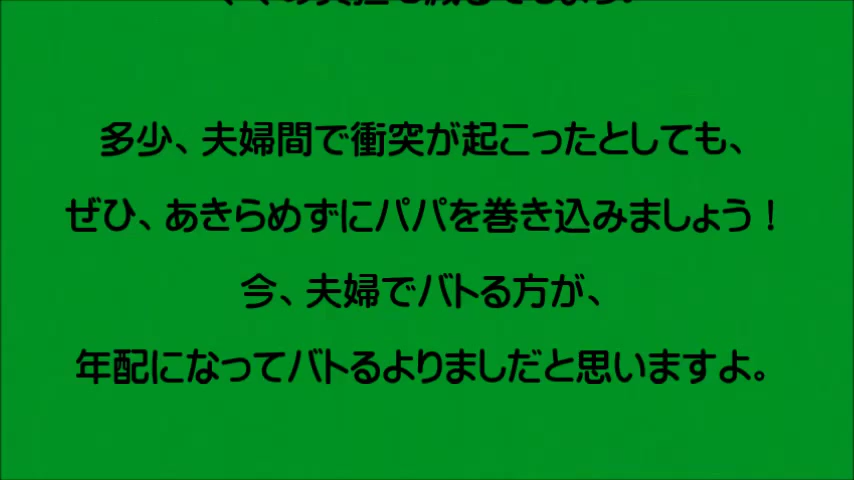 多少、夫婦間で衝突が起こったとしても、
ぜひ、あきらめずにパパを巻き込みましょう！
今、夫婦でバトる方が、
年配になってバトるよりましだと思いますよ。